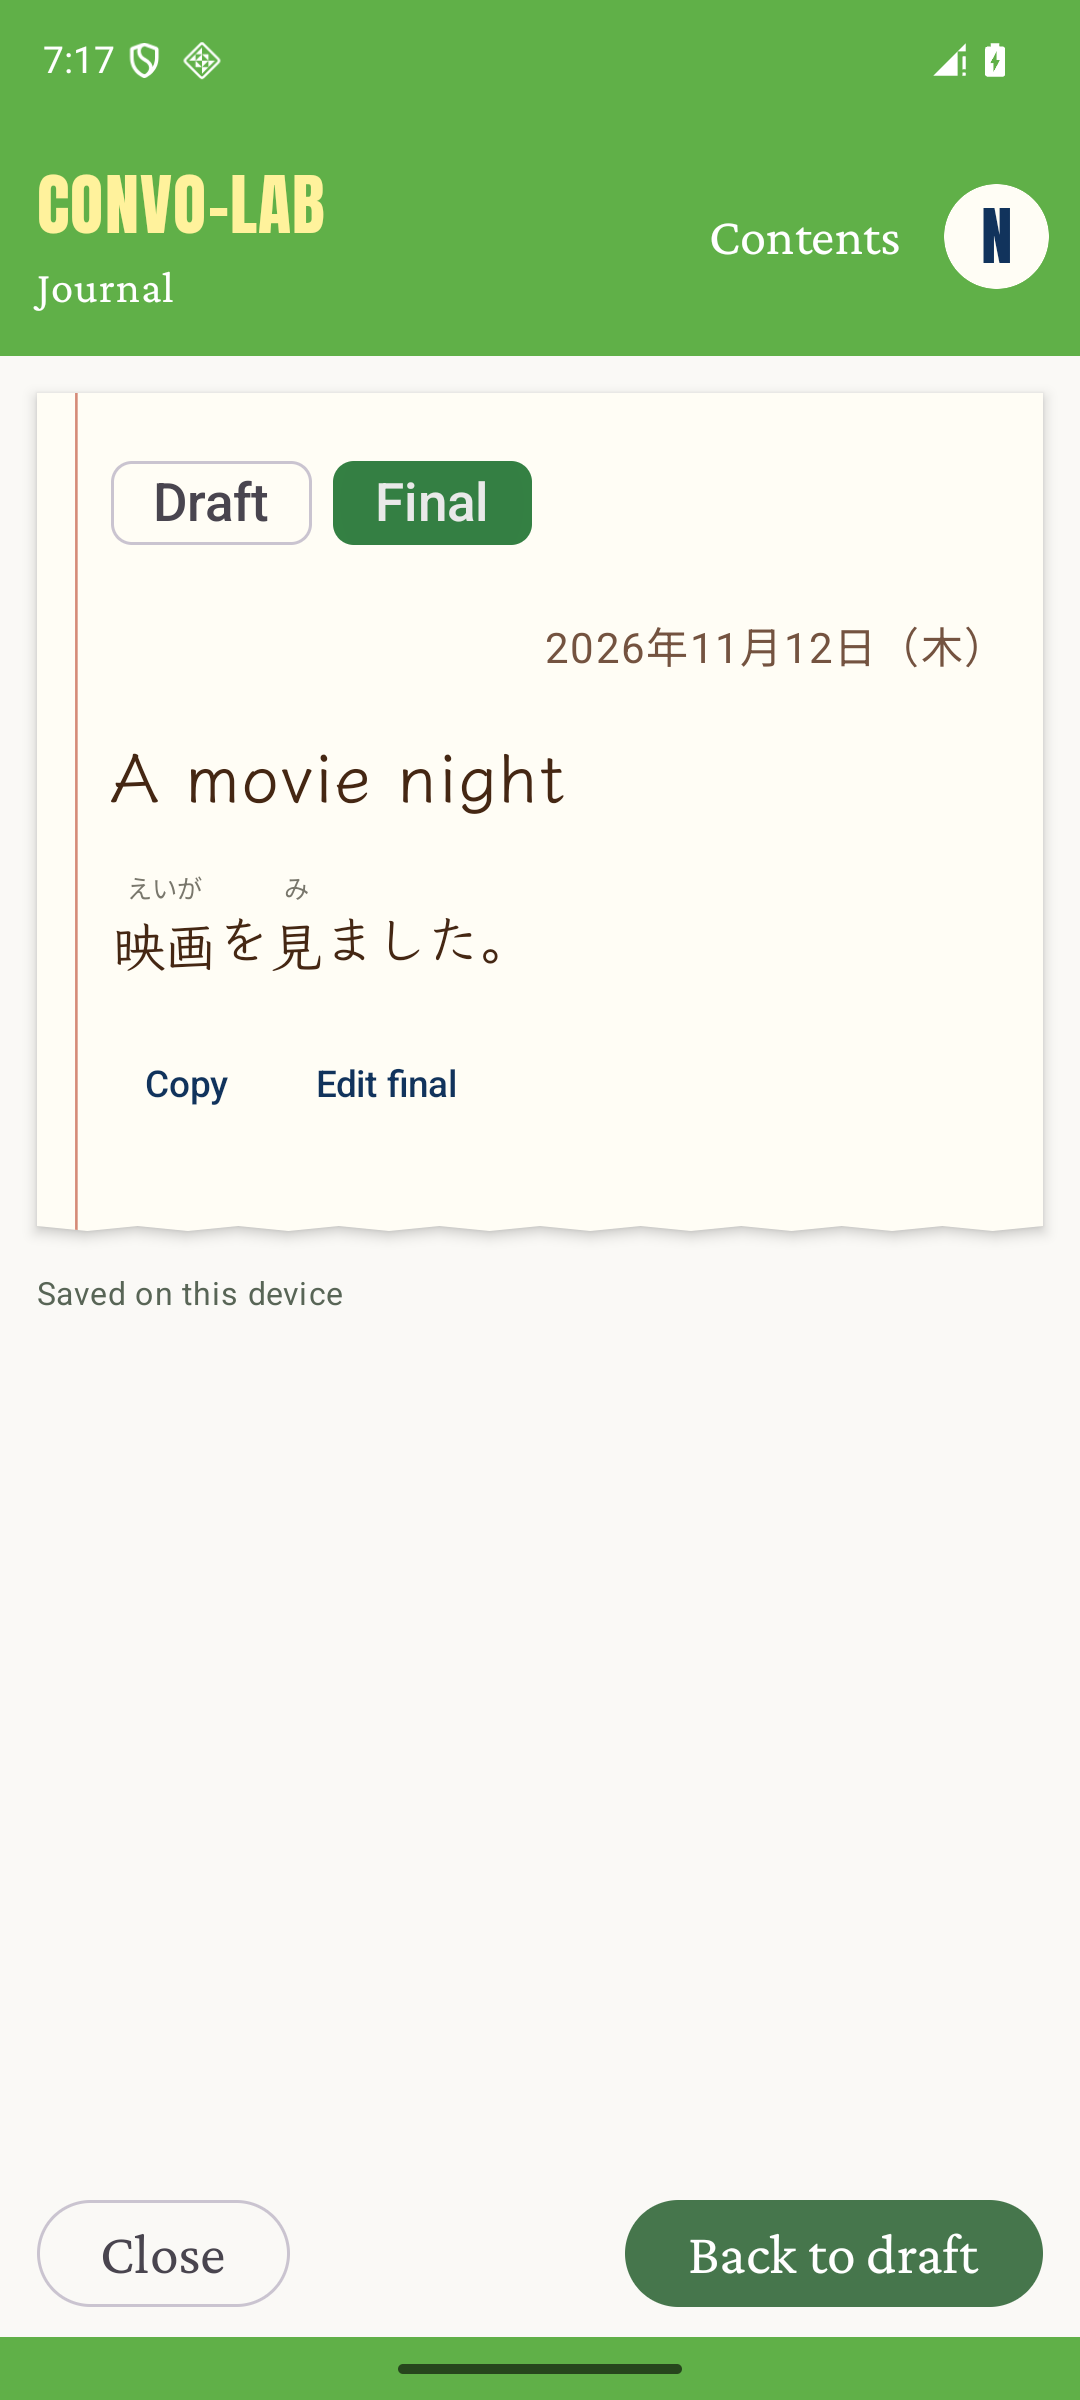 7:17
CONVO-LAB
Journal
Contents
N
Draft
Final
2026年11月12日（木）
A movie night
えいが み
映画を見ました。
Copy
Edit final
Saved on this device
Close
Back to draft